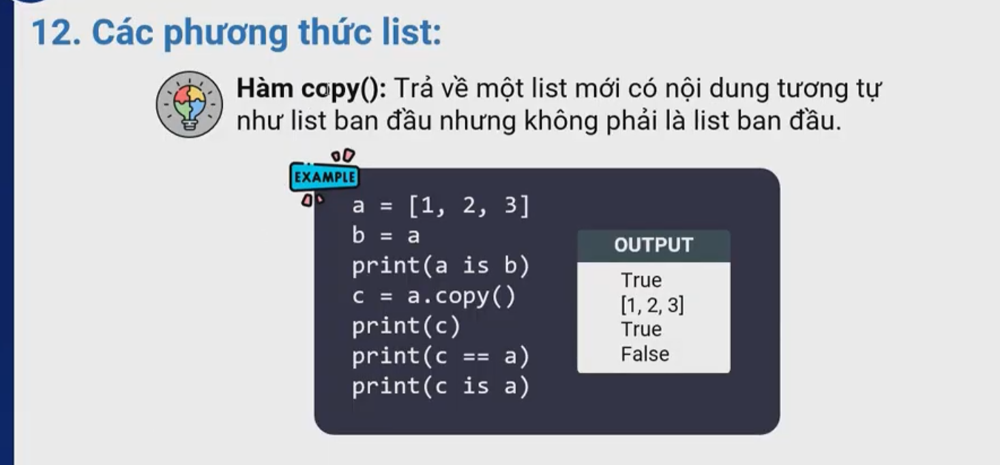 12. Các phương thức list:
Hàm copy(): Trả về một list mới có nội dung tương tự
như list ban đầu nhưng không phải là list ban đầu.
EXAMPLE
a = [1, 2, 3]
b = a
print(a is b)
c = a.copy()
print(c)
print(c == a)
print(c is a)
OUTPUT
True
[1, 2, 3]
True
False